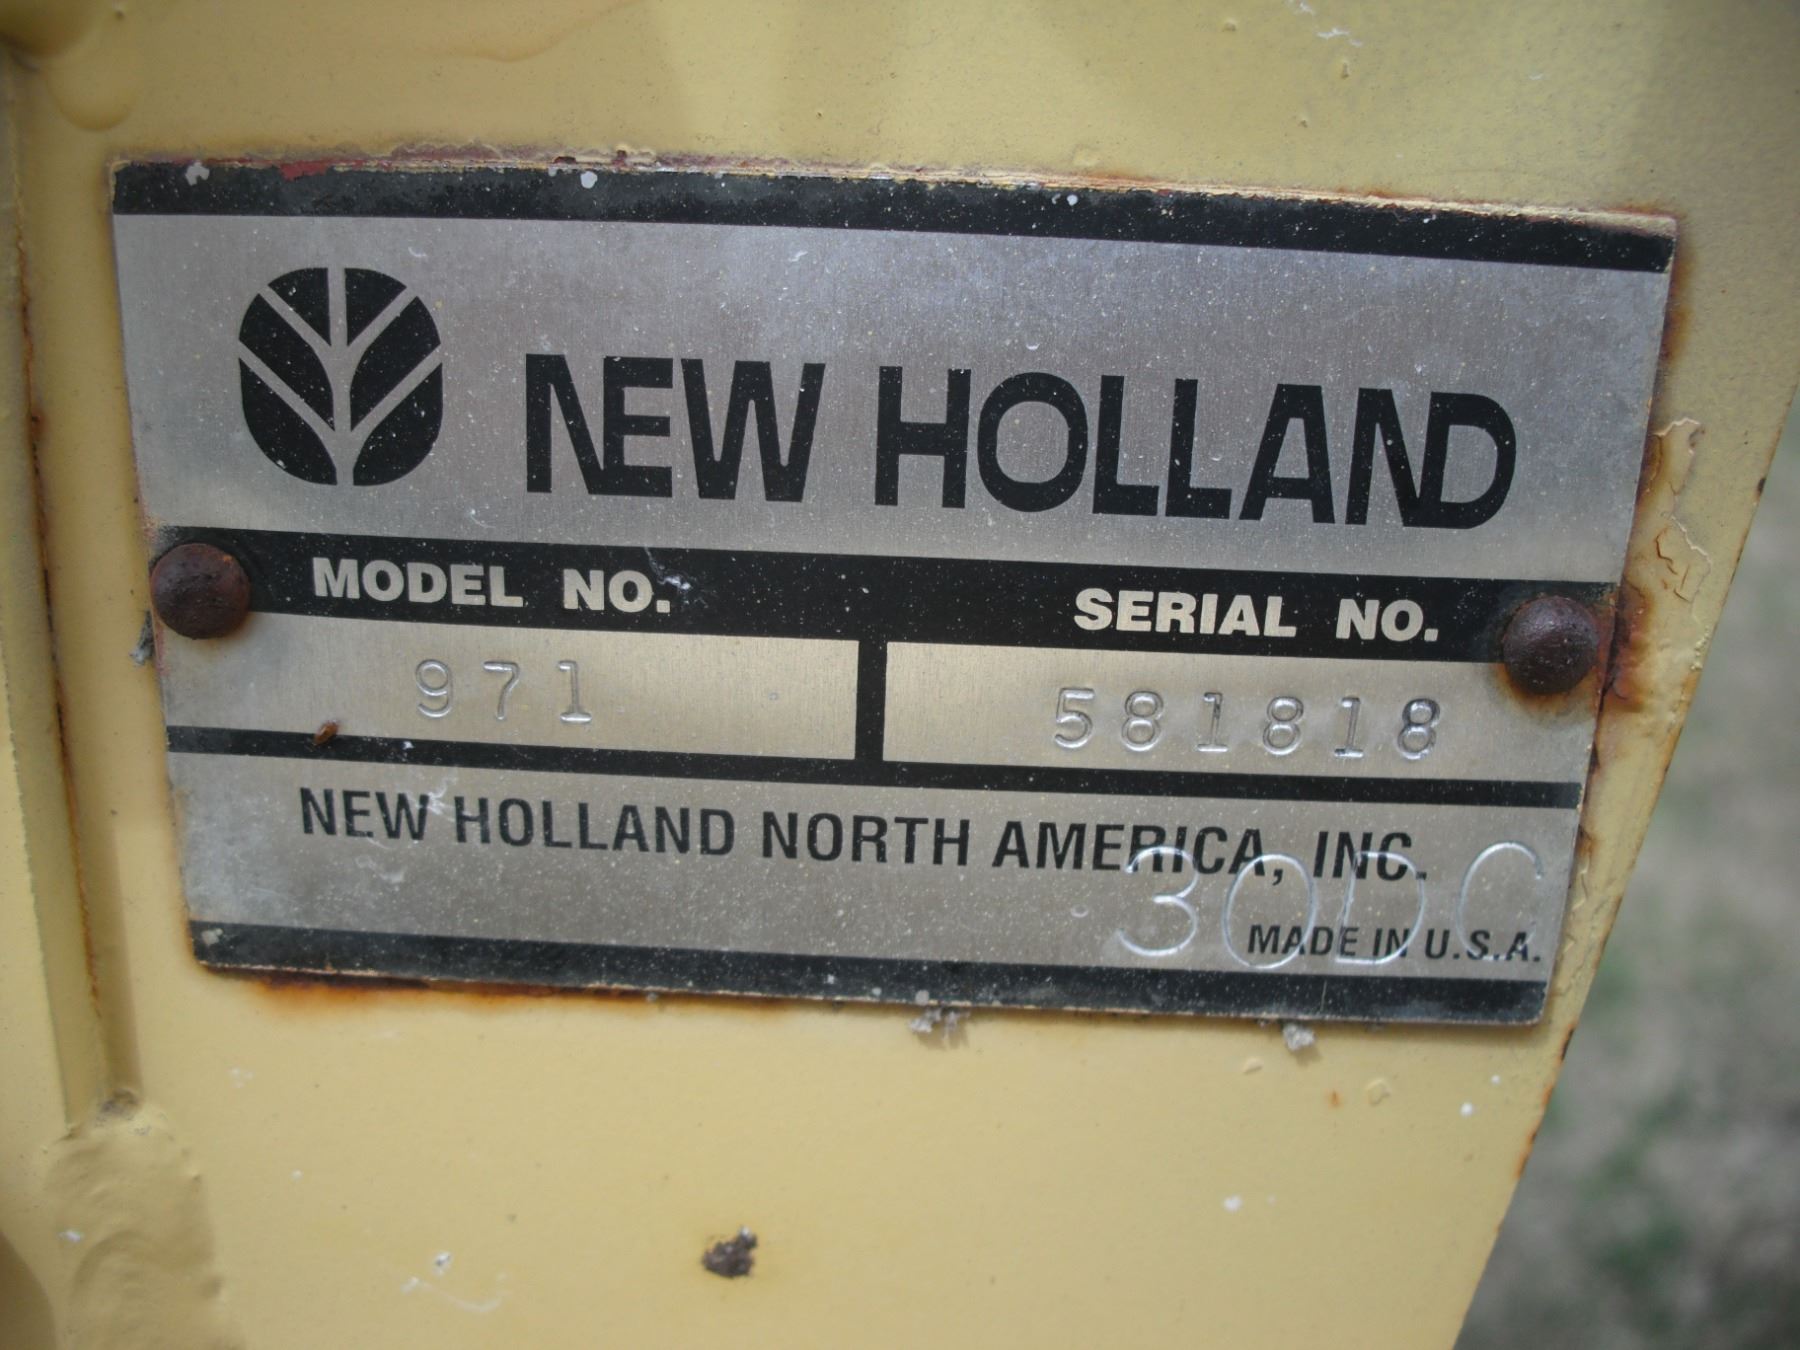 NEW HOLLAND
MODEL NO. SERIAL NO.
971 581818
NEW HOLLAND NORTH AMERICA, INC.
30DC
MADE IN U.S.A.